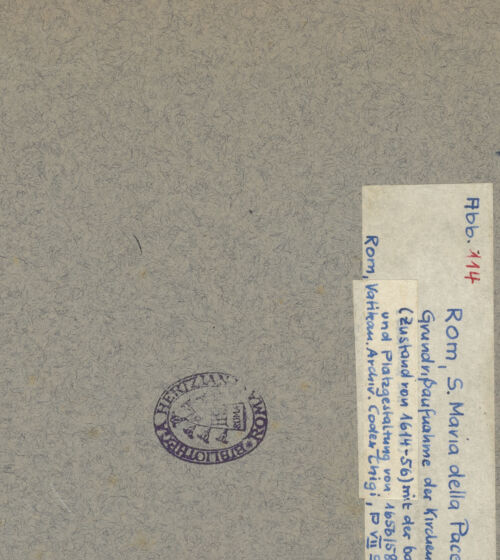 Abb. 114
Rom, S. Maria della Pace
Grundrißaufnahme der Kirche
(Zustand von 1614-56) mit der
und Platzgestaltung von 1656/58
Rom, Vatikan. Archiv. Codex Chigi, P VII
BIBLIOTHECA HERTZIANA ROMA